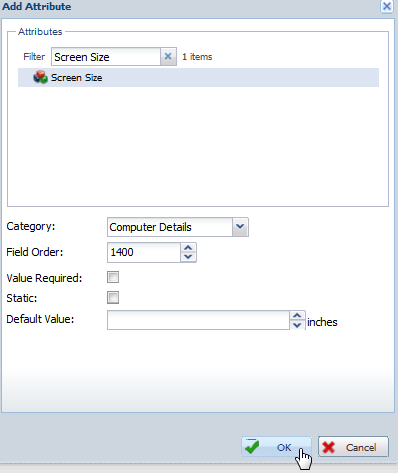 Add Attribute
Attributes
Filter Screen Size 1 items
Screen Size
Category: Computer Details
Field Order: 1400
Value Required:
Static:
Default Value: inches
OK Cancel